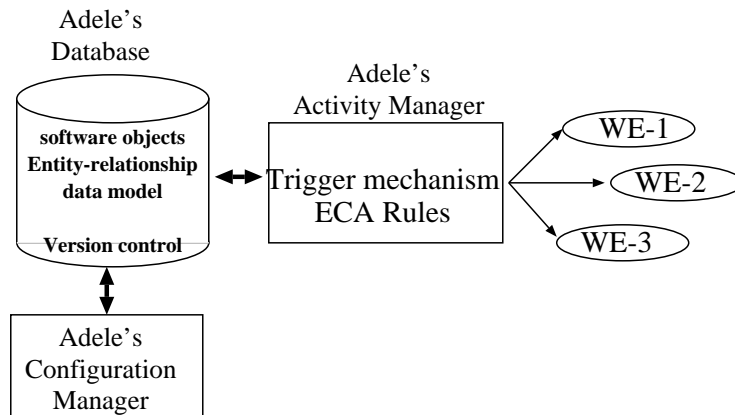 Adele's
Database
software objects
Entity-relationship
data model
Version control
Adele's
Configuration
Manager
Adele's
Activity Manager
Trigger mechanism
ECA Rules
WE-1
WE-2
WE-3